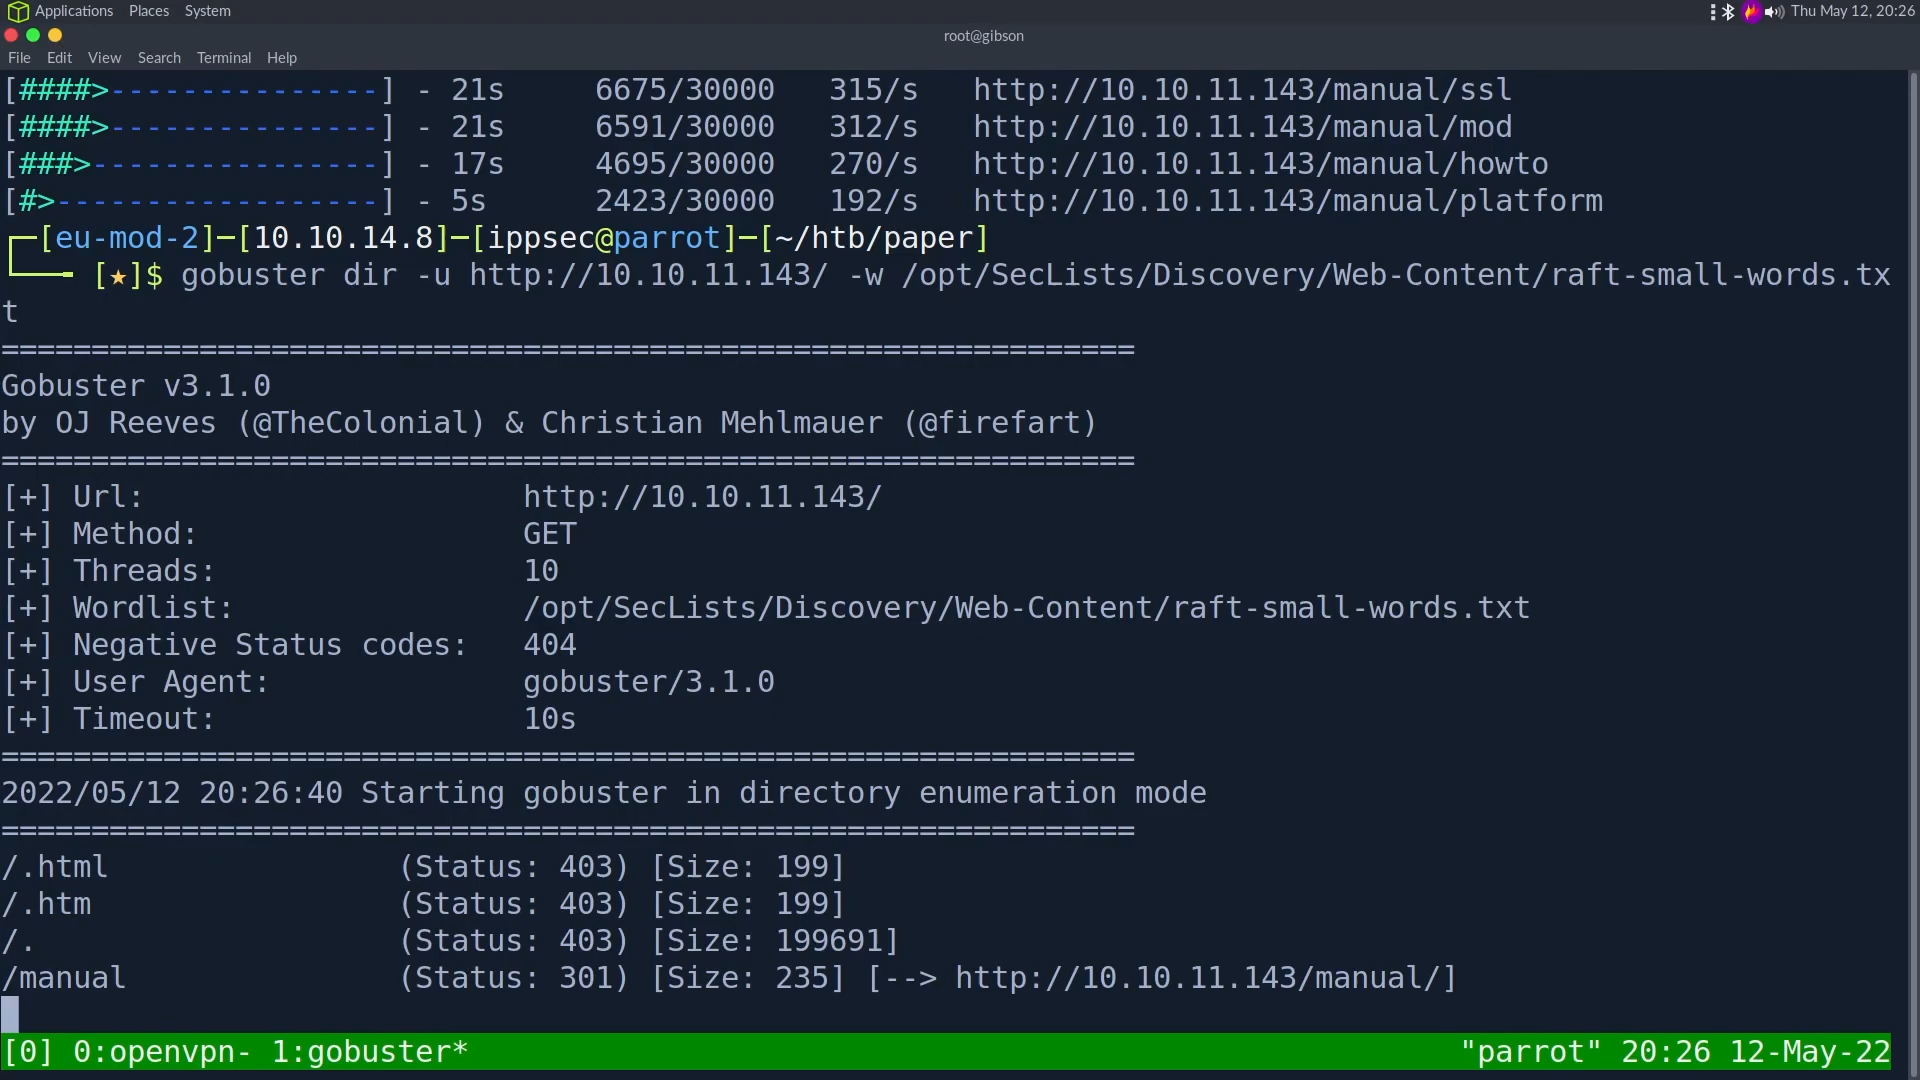 Applications Places System Thu May 12, 20:26
root@gibson
File Edit View Search Terminal Help
[####>---------------] - 21s 6675/30000 315/s http://10.10.11.143/manual/ssl
[####>---------------] - 21s 6591/30000 312/s http://10.10.11.143/manual/mod
[###>----------------] - 17s 4695/30000 270/s http://10.10.11.143/manual/howto
[#>------------------] - 5s 2423/30000 192/s http://10.10.11.143/manual/platform
┌─[eu-mod-2]─[10.10.14.8]─[ippsec@parrot]─[~/htb/paper]
└──╼ [★]$ gobuster dir -u http://10.10.11.143/ -w /opt/SecLists/Discovery/Web-Content/raft-small-words.tx
t
===============================================================
Gobuster v3.1.0
by OJ Reeves (@TheColonial) & Christian Mehlmauer (@firefart)
===============================================================
[+] Url: http://10.10.11.143/
[+] Method: GET
[+] Threads: 10
[+] Wordlist: /opt/SecLists/Discovery/Web-Content/raft-small-words.txt
[+] Negative Status codes: 404
[+] User Agent: gobuster/3.1.0
[+] Timeout: 10s
===============================================================
2022/05/12 20:26:40 Starting gobuster in directory enumeration mode
===============================================================
/.html (Status: 403) [Size: 199]
/.htm (Status: 403) [Size: 199]
/. (Status: 403) [Size: 199691]
/manual (Status: 301) [Size: 235] [--> http://10.10.11.143/manual/]
[0] 0:openvpn- 1:gobuster* "parrot" 20:26 12-May-22